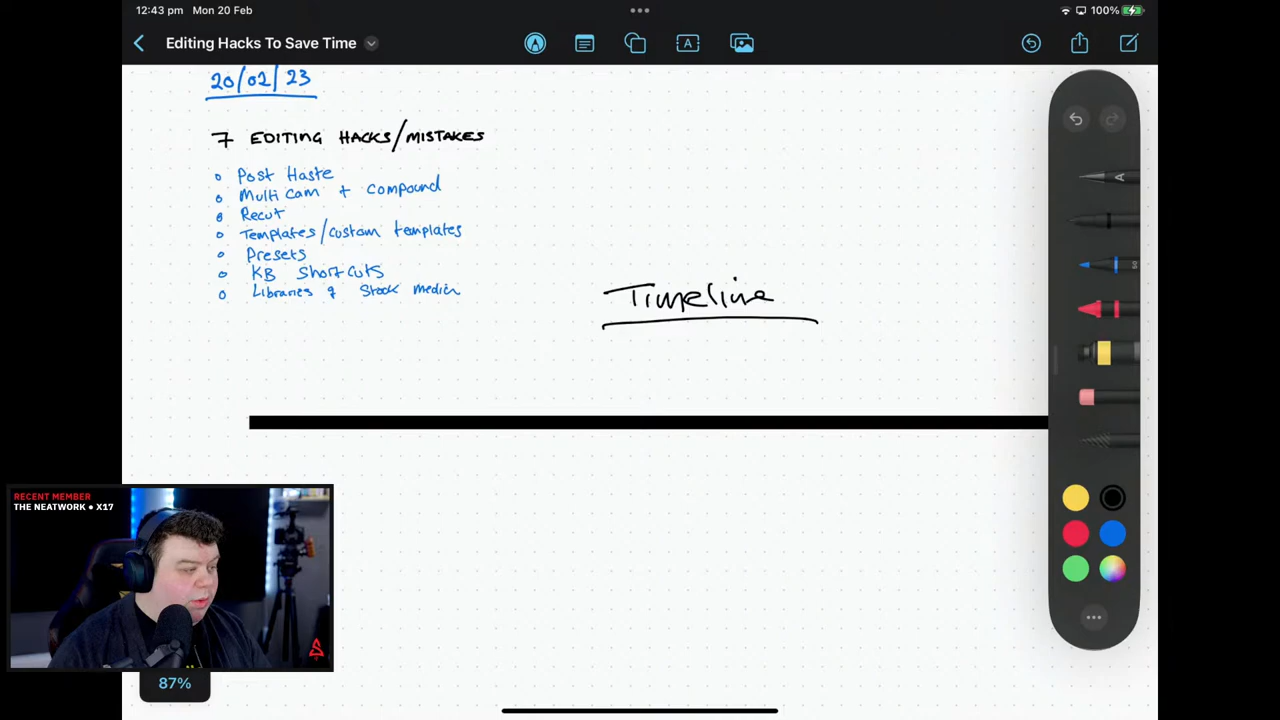 12:43 pm Mon 20 Feb
100%
Editing Hacks To Save Time
A
20/02/23
7 EDITING HACKS/MISTAKES
Post Haste
Multi Cam + Compound
Recut
Templates/custom templates
Presets
KB Shortcuts
Libraries & Stock media
Timeline
A
50
RECENT MEMBER
THE NEATWORK • X17
87%